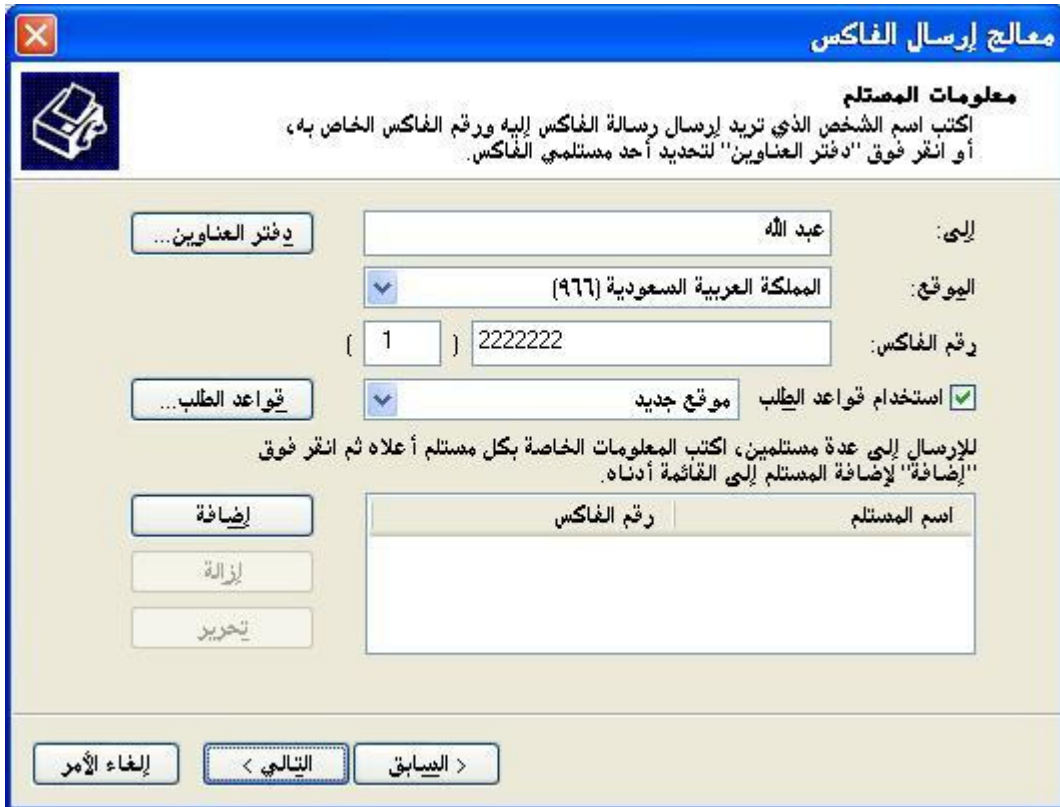 معالج إرسال الفاكس
معلومات المستلم
اكتب اسم الشخص الذي تريد إرسال رسالة الفاكس إليه ورقم الفاكس الخاص به،
أو انقر فوق "دفتر العناوين" لتحديد أحد مستلمي الفاكس.
إلى: عبد الله دفتر العناوين...
الموقع: المملكة العربية السعودية (٩٦٦)
رقم الفاكس: 2222222 ( 1 )
استخدام قواعد الطلب موقع جديد قواعد الطلب...
للإرسال إلى عدة مستلمين، اكتب المعلومات الخاصة بكل مستلم أعلاه ثم انقر فوق
"إضافة" لإضافة المستلم إلى القائمة أدناه.
اسم المستلم رقم الفاكس إضافة
إزالة
تحرير
< السابق التالي > إلغاء الأمر